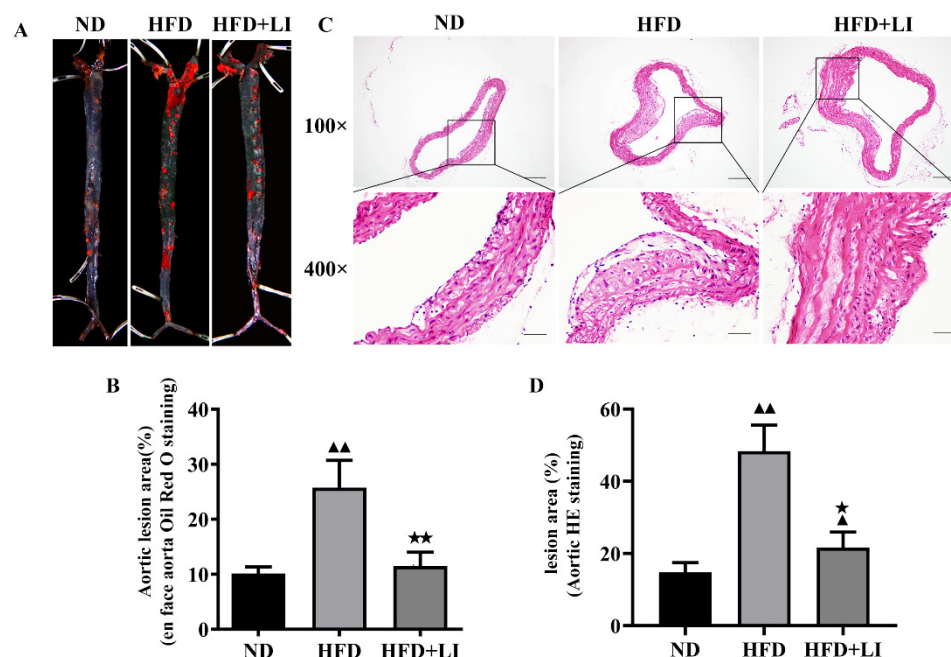 A
ND HFD HFD+LI
C
ND HFD HFD+LI
100×
400×
B
Aortic lesion area(%)
(en face aorta Oil Red O staining)
40
30
20
10
0
▲▲
★★
ND HFD HFD+LI
D
lesion area (%)
(Aortic HE staining)
60
40
20
0
▲▲
★
▲
ND HFD HFD+LI